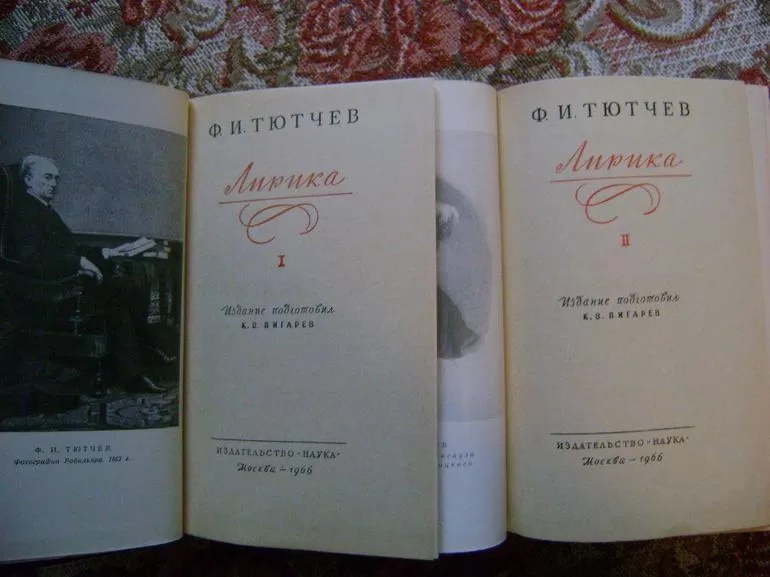 Ф. И. ТЮТЧЕВ
Лирика
I
Издание подготовил
К. В. ПИГАРЕВ
ИЗДАТЕЛЬСТВО «НАУКА»
Москва — 1966
Ф. И. ТЮТЧЕВ.
Фотография Робильяра. 1862 г.
Ф. И. ТЮТЧЕВ
Лирика
II
Издание подготовил
К. В. ПИГАРЕВ
ИЗДАТЕЛЬСТВО «НАУКА»
Москва — 1966